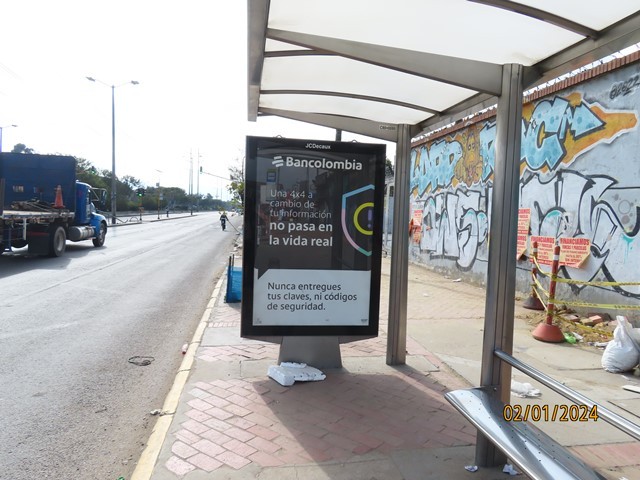 JCDecaux
Bancolombia
Una 4x4 a
cambio de
tu información
no pasa en
la vida real
Nunca entregues
tus claves, ni códigos
de seguridad.
FINANCIAMOS
02/01/2024